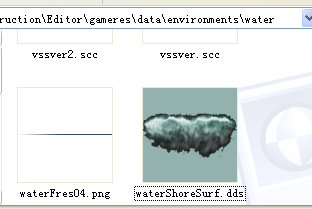 ruction\Editor\gameres\data\environments\water
vssver2.scc
vssver.scc
waterFres04.png
waterShoreSurf.dds